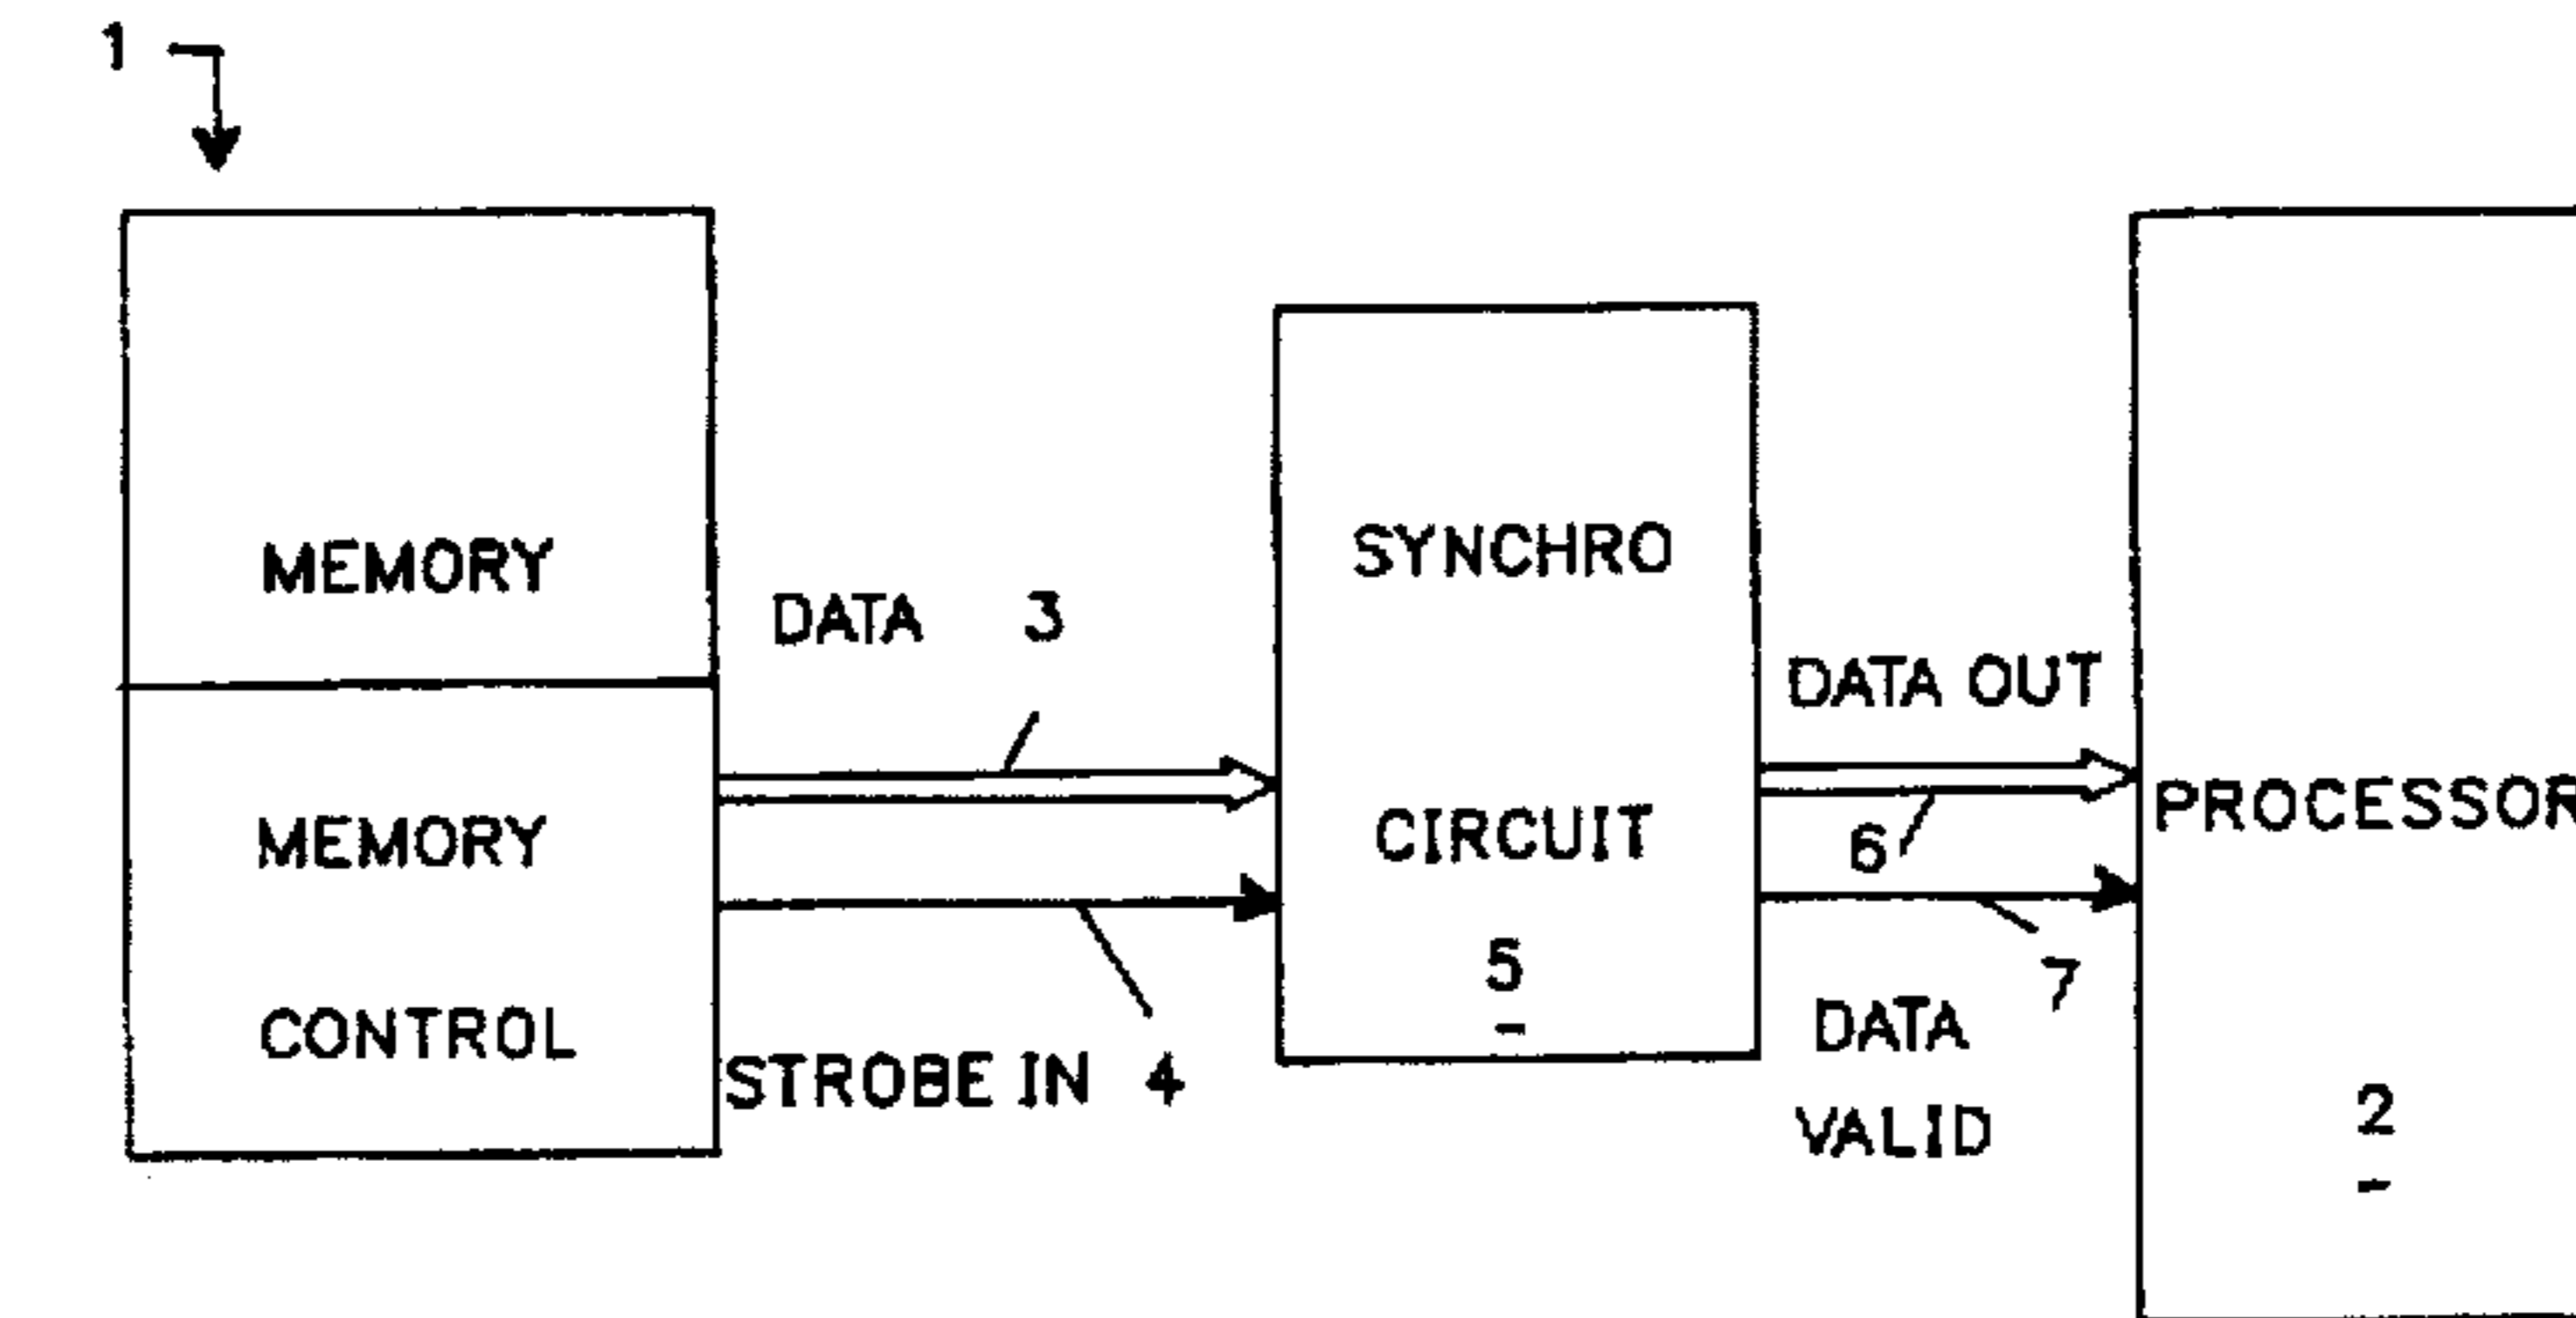 1
MEMORY
MEMORY
CONTROL
DATA 3
STROBE IN 4
SYNCHRO
CIRCUIT
5
DATA OUT
6
7
DATA
VALID
PROCESSOR
2